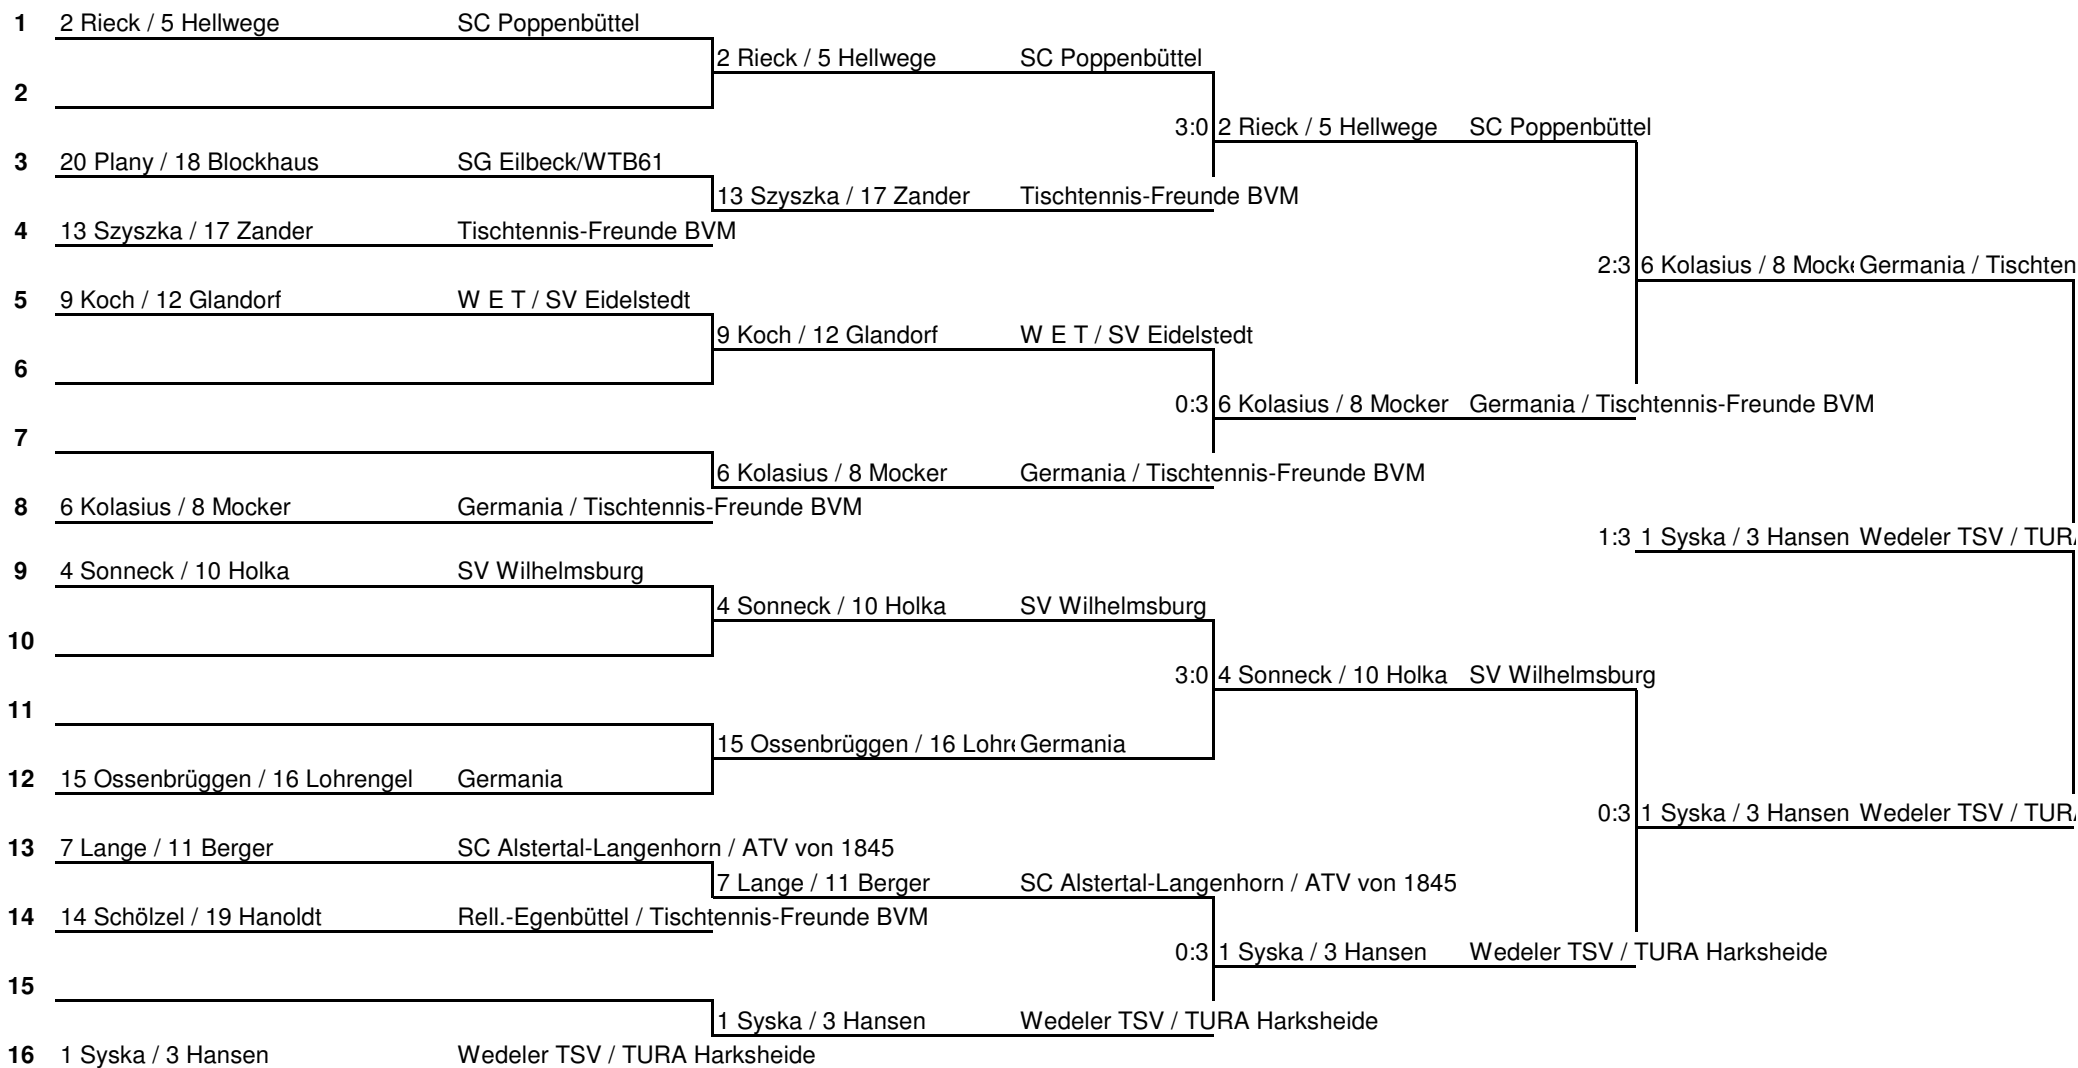 1 2 Rieck / 5 Hellwege SC Poppenbüttel
2 Rieck / 5 Hellwege SC Poppenbüttel
2
3:0 2 Rieck / 5 Hellwege SC Poppenbüttel
3 20 Plany / 18 Blockhaus SG Eilbeck/WTB61
13 Szyszka / 17 Zander Tischtennis-Freunde BVM
4 13 Szyszka / 17 Zander Tischtennis-Freunde BVM
2:3 6 Kolasius / 8 Mock Germania / Tischten
5 9 Koch / 12 Glandorf W E T / SV Eidelstedt
9 Koch / 12 Glandorf W E T / SV Eidelstedt
6
0:3 6 Kolasius / 8 Mocker Germania / Tischtennis-Freunde BVM
7
6 Kolasius / 8 Mocker Germania / Tischtennis-Freunde BVM
8 6 Kolasius / 8 Mocker Germania / Tischtennis-Freunde BVM
1:3 1 Syska / 3 Hansen Wedeler TSV / TURA
9 4 Sonneck / 10 Holka SV Wilhelmsburg
4 Sonneck / 10 Holka SV Wilhelmsburg
10
3:0 4 Sonneck / 10 Holka SV Wilhelmsburg
11
15 Ossenbrüggen / 16 Lohr Germania
12 15 Ossenbrüggen / 16 Lohrengel Germania
0:3 1 Syska / 3 Hansen Wedeler TSV / TURA
13 7 Lange / 11 Berger SC Alstertal-Langenhorn / ATV von 1845
7 Lange / 11 Berger SC Alstertal-Langenhorn / ATV von 1845
14 14 Schölzel / 19 Hanoldt Rell.-Egenbüttel / Tischtennis-Freunde BVM
0:3 1 Syska / 3 Hansen Wedeler TSV / TURA Harksheide
15
1 Syska / 3 Hansen Wedeler TSV / TURA Harksheide
16 1 Syska / 3 Hansen Wedeler TSV / TURA Harksheide